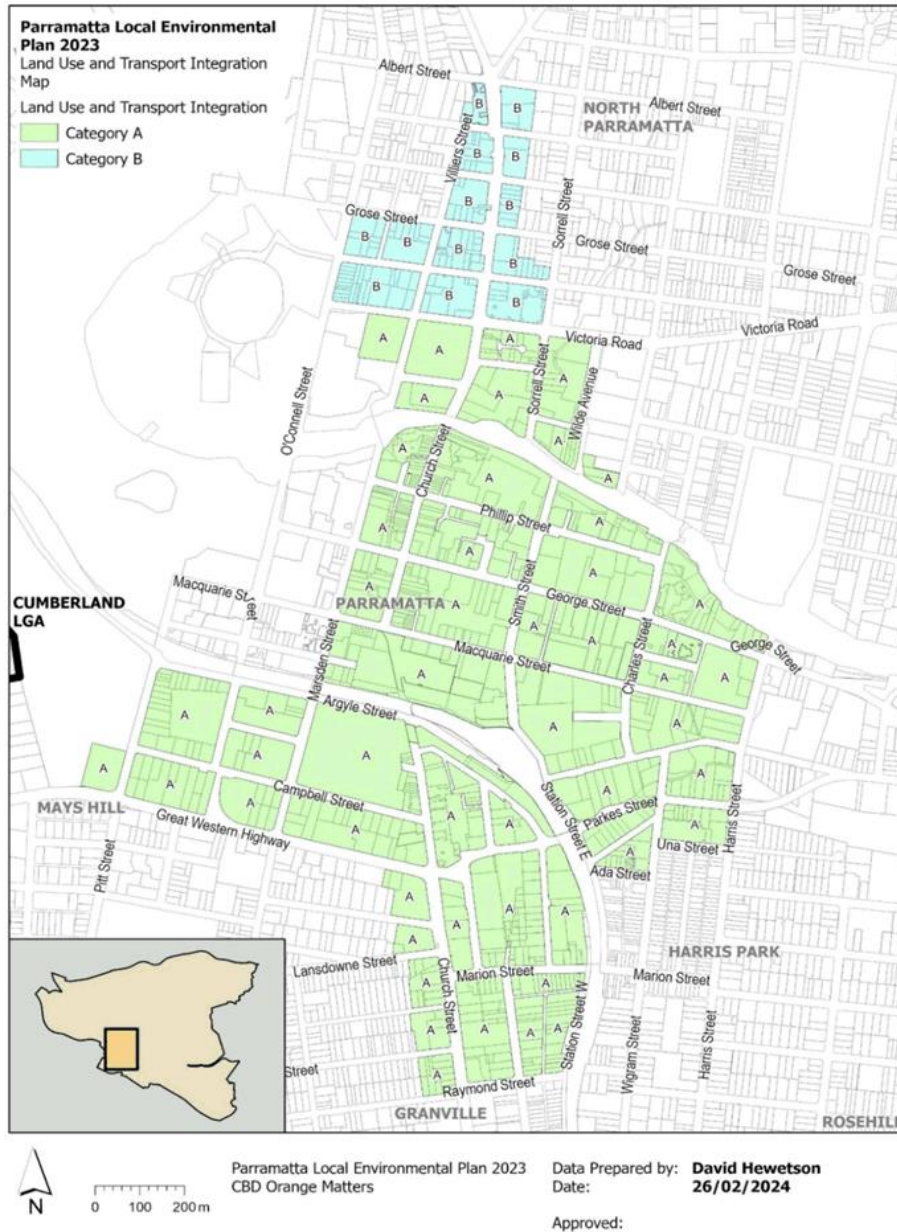 Parramatta Local Environmental
Plan 2023
Land Use and Transport Integration
Map
Land Use and Transport Integration
Category A
Category B
Albert Street
NORTH
PARRAMATTA
Albert Street
B
B
Villiers Street
B
B
B
B
Sorrell Street
Grose Street
B
B
B
B
Grose Street
Grose Street
B
B
B
Victoria Road
Victoria Road
A
A
A
A
Sorrell Street
A
A
Wilde Avenue
O'Connell Street
A
A
A
Church Street
A
A
Phillip Street
A
A
A
A
Macquarie St eet
CUMBERLAND
LGA
PARRAMATTA
A
A
Smith Street
George Street
A
A
A
Charles Street
A
George Street
Marsden Street
Macquarie Street
A
A
A
Argyle Street
A
A
A
A
A
A
Station Street E
A
A
MAYS HILL
A
A
A
Campbell Street
A
Great Western Highway
A
A
Parkes Street
A
Harris Street
Una Street
A
Ada Street
Pitt Street
A
A
A
A
A
Lansdowne Street
Church Street
Marion Street
HARRIS PARK
Marion Street
A
A
A
A
A
A
Station Street W
Wigram Street
Harris Street
Street
A
Raymond Street
GRANVILLE
ROSEHILL
N
0 100 200 m
Parramatta Local Environmental Plan 2023
CBD Orange Matters
Data Prepared by: David Hewetson
Date: 26/02/2024
Approved: